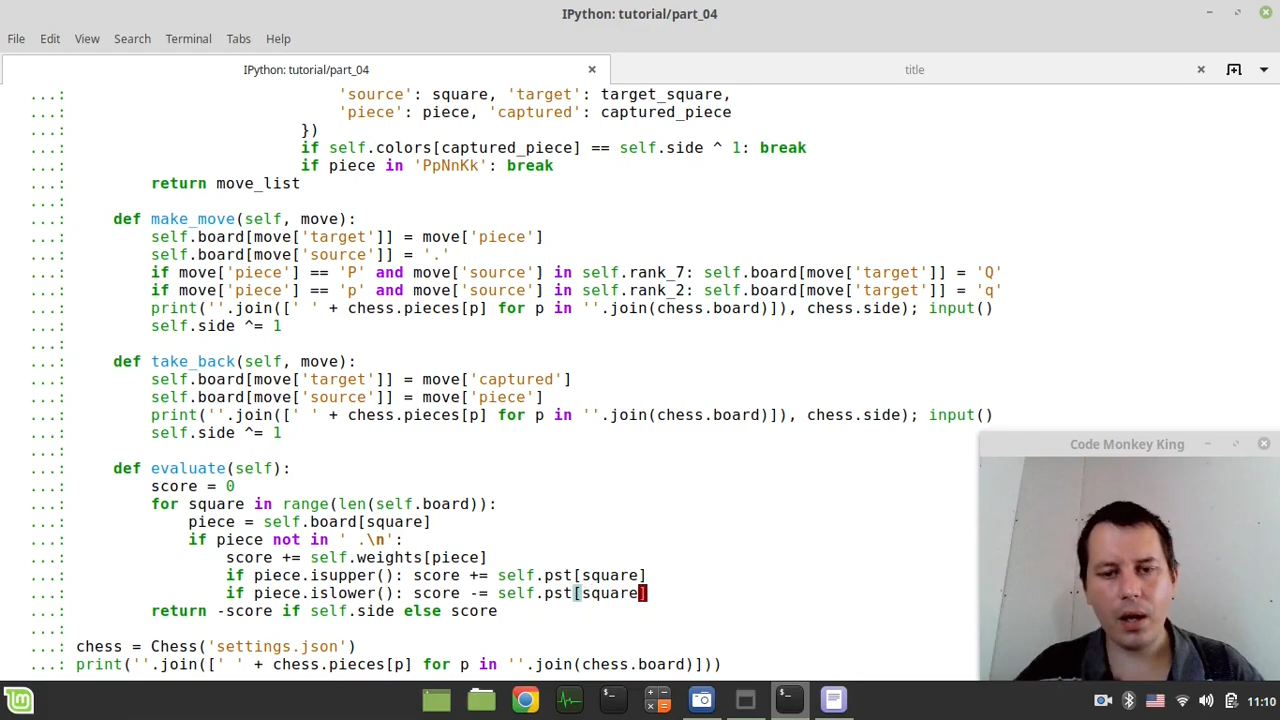 IPython: tutorial/part_04
File Edit View Search Terminal Tabs Help
IPython: tutorial/part_04
title
...:                             'source': square, 'target': target_square,
...:                             'piece': piece, 'captured': captured_piece
...:                         })
...:                         if self.colors[captured_piece] == self.side ^ 1: break
...:                         if piece in 'PpNnKk': break
...:         return move_list
...:
...:     def make_move(self, move):
...:         self.board[move['target']] = move['piece']
...:         self.board[move['source']] = '.'
...:         if move['piece'] == 'P' and move['source'] in self.rank_7: self.board[move['target']] = 'Q'
...:         if move['piece'] == 'p' and move['source'] in self.rank_2: self.board[move['target']] = 'q'
...:         print(''.join([' ' + chess.pieces[p] for p in ''.join(chess.board)]), chess.side); input()
...:         self.side ^= 1
...:
...:     def take_back(self, move):
...:         self.board[move['target']] = move['captured']
...:         self.board[move['source']] = move['piece']
...:         print(''.join([' ' + chess.pieces[p] for p in ''.join(chess.board)]), chess.side); input()
...:         self.side ^= 1
...:
...:     def evaluate(self):
...:         score = 0
...:         for square in range(len(self.board)):
...:             piece = self.board[square]
...:             if piece not in ' .\n':
...:                 score += self.weights[piece]
...:                 if piece.isupper(): score += self.pst[square]
...:                 if piece.islower(): score -= self.pst[square]
...:         return -score if self.side else score
...:
...: chess = Chess('settings.json')
...: print(''.join([' ' + chess.pieces[p] for p in ''.join(chess.board)]))
Code Monkey King
11:10